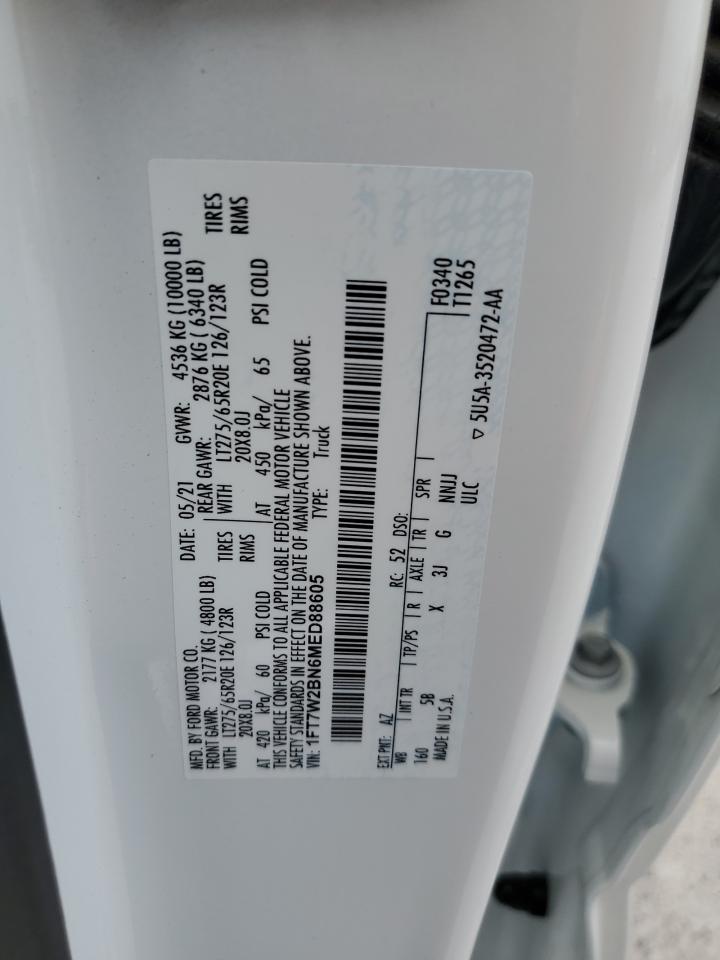 MFD. BY FORD MOTOR CO.
DATE: 05/21 GVWR: 4536 KG (10000 LB)
FRONT GAWR: 2177 KG ( 4800 LB) REAR GAWR: 2876 KG ( 6340 LB)
WITH LT275/65R20E 126/123R TIRES WITH LT275/65R20E 126/123R TIRES
20X8.0J RIMS 20X8.0J RIMS
AT 420 kPa/ 60 PSI COLD AT 450 kPa/ 65 PSI COLD
THIS VEHICLE CONFORMS TO ALL APPLICABLE FEDERAL MOTOR VEHICLE
SAFETY STANDARDS IN EFFECT ON THE DATE OF MANUFACTURE SHOWN ABOVE.
VIN: 1FT7W2BN6MED88605 TYPE: Truck
EXT PNT: AZ RC: 52 DSO: F0340
WB INT TR TP/PS R AXLE TR SPR T1265
160 5B X 3J G NNJJ
MADE IN U.S.A. ULC
▽ 5U5A-3520472-AA